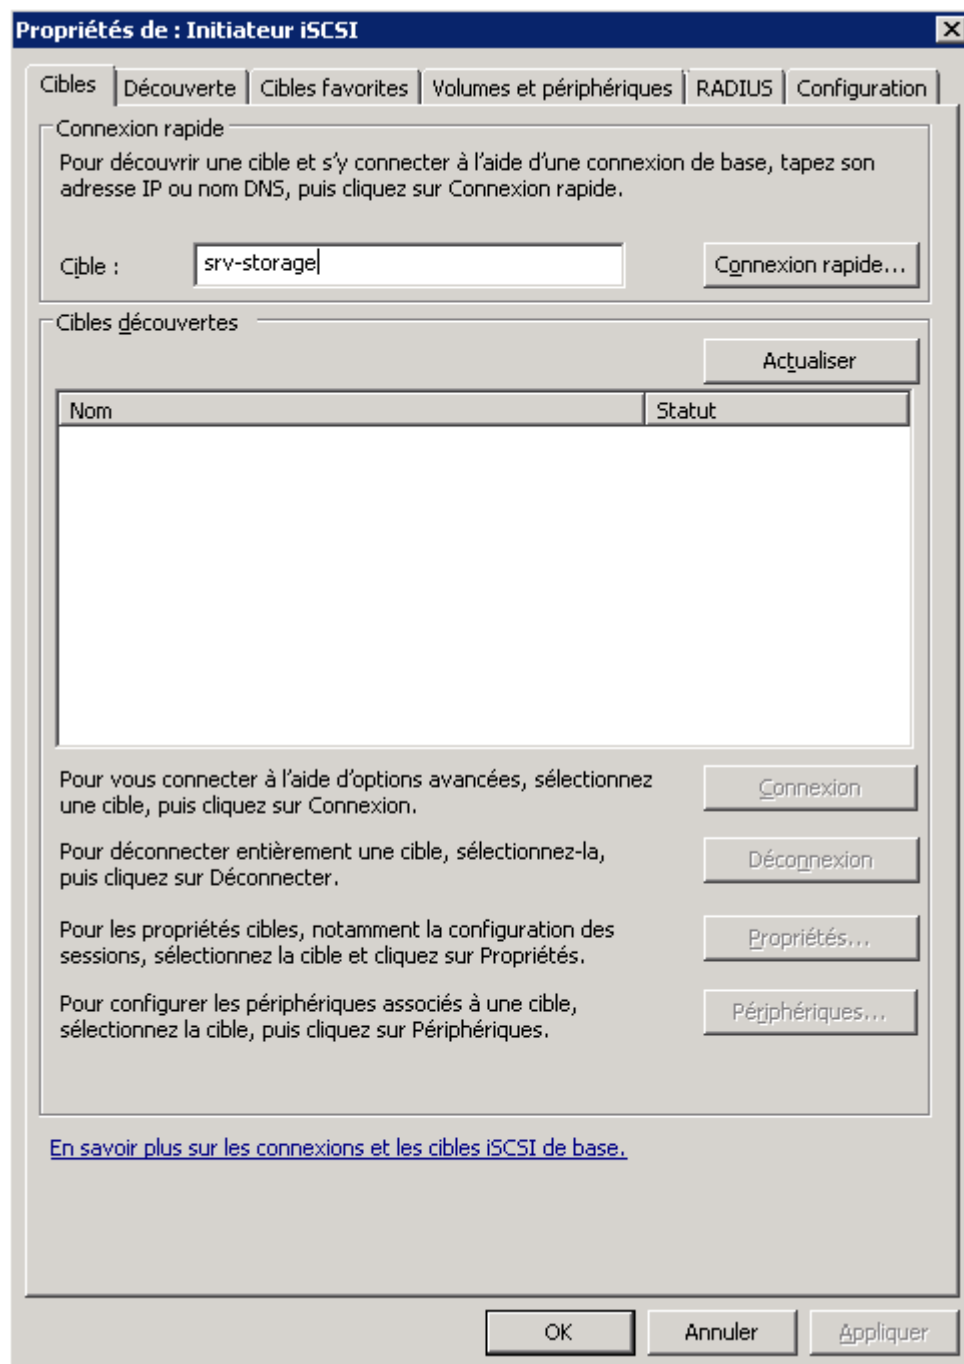 Propriétés de : Initiateur iSCSI
Cibles
Découverte
Cibles favorites
Volumes et périphériques
RADIUS
Configuration
Connexion rapide
Pour découvrir une cible et s'y connecter à l'aide d'une connexion de base, tapez son
adresse IP ou nom DNS, puis cliquez sur Connexion rapide.
Cible :
srv-storage
Connexion rapide...
Cibles découvertes
Actualiser
Nom
Statut
Pour vous connecter à l'aide d'options avancées, sélectionnez
une cible, puis cliquez sur Connexion.
Connexion
Pour déconnecter entièrement une cible, sélectionnez-la,
puis cliquez sur Déconnecter.
Déconnexion
Pour les propriétés cibles, notamment la configuration des
sessions, sélectionnez la cible et cliquez sur Propriétés.
Propriétés...
Pour configurer les périphériques associés à une cible,
sélectionnez la cible, puis cliquez sur Périphériques.
Périphériques...
En savoir plus sur les connexions et les cibles iSCSI de base.
OK
Annuler
Appliquer